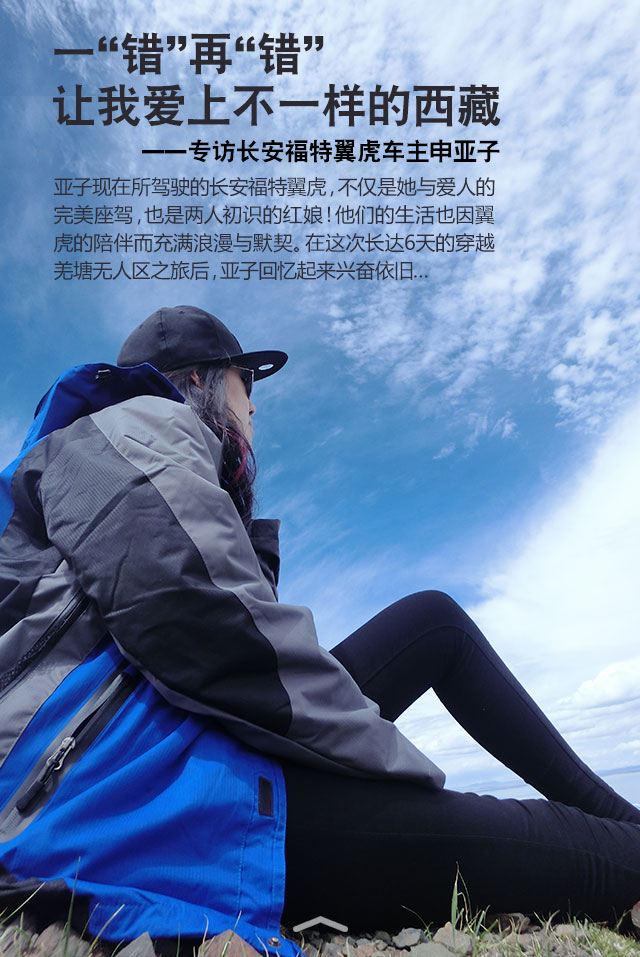 一“错”再“错”
让我爱上不一样的西藏
——专访长安福特翼虎车主申亚子
亚子现在所驾驶的长安福特翼虎，不仅是她与爱人的
完美座驾，也是两人初识的红娘！他们的生活也因翼
虎的陪伴而充满浪漫与默契。在这次长达6天的穿越
羌塘无人区之旅后，亚子回忆起来兴奋依旧...